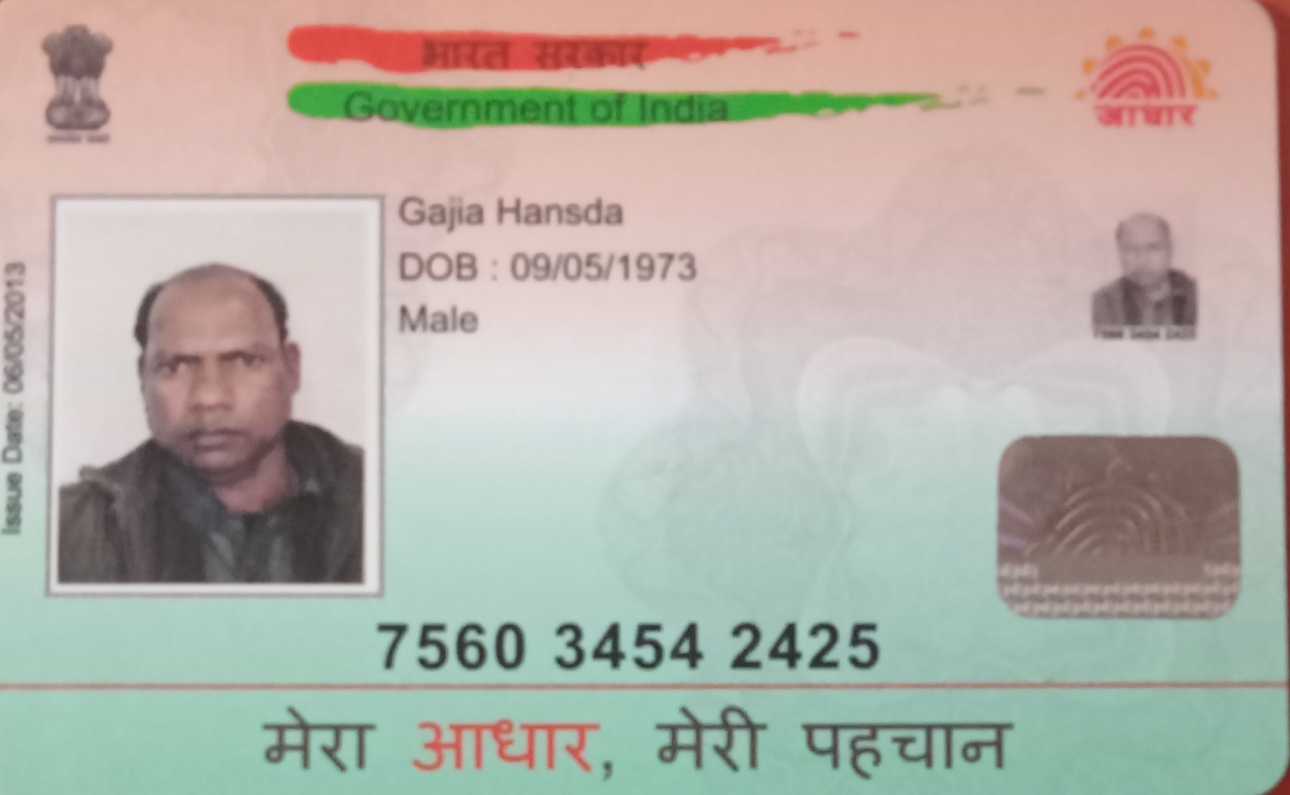 भारत सरकार
Government of India
आधार
Gajia Hansda
DOB : 09/05/1973
Male
Issue Date: 06/05/2013
7560 3454 2425
मेरा आधार, मेरी पहचान